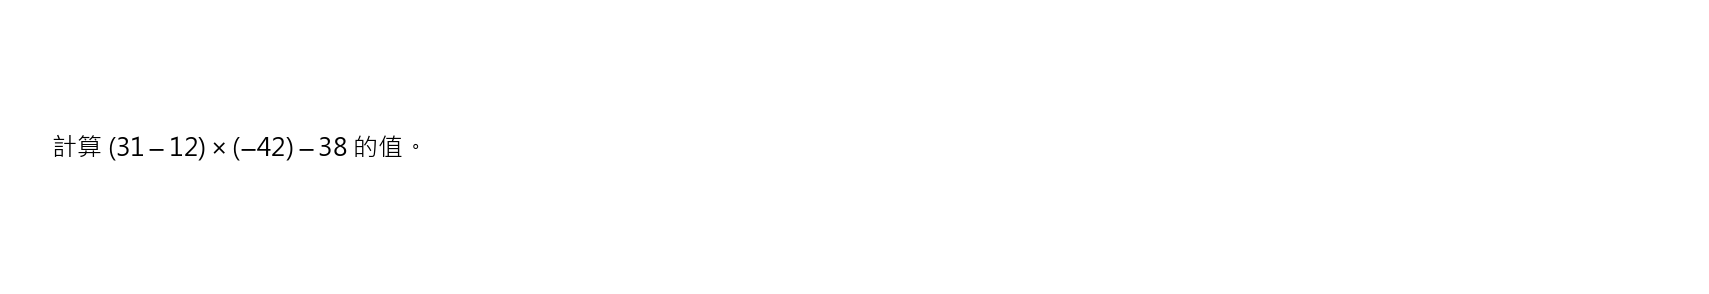 計算 (31 – 12) × (–42) – 38 的值。